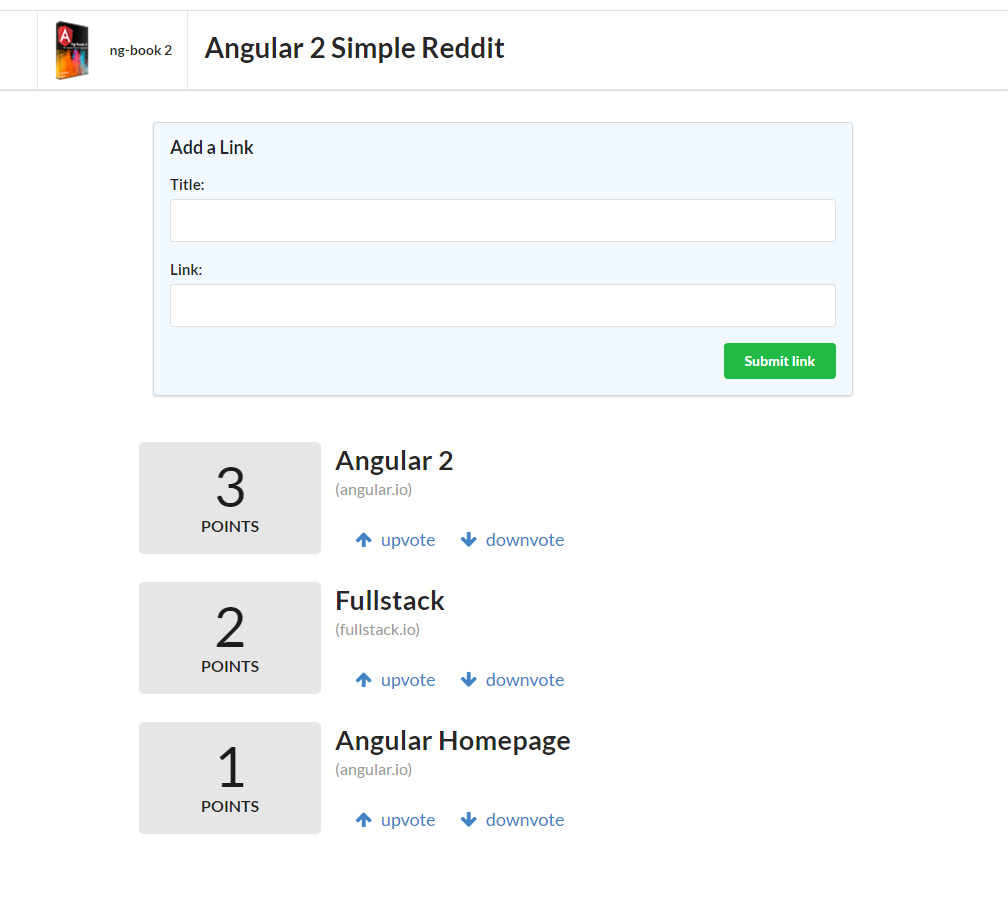 ng-book 2
Angular 2 Simple Reddit
Add a Link
Title:
Link:
Submit link
3
POINTS
Angular 2
(angular.io)
upvote downvote
2
POINTS
Fullstack
(fullstack.io)
upvote downvote
1
POINTS
Angular Homepage
(angular.io)
upvote downvote